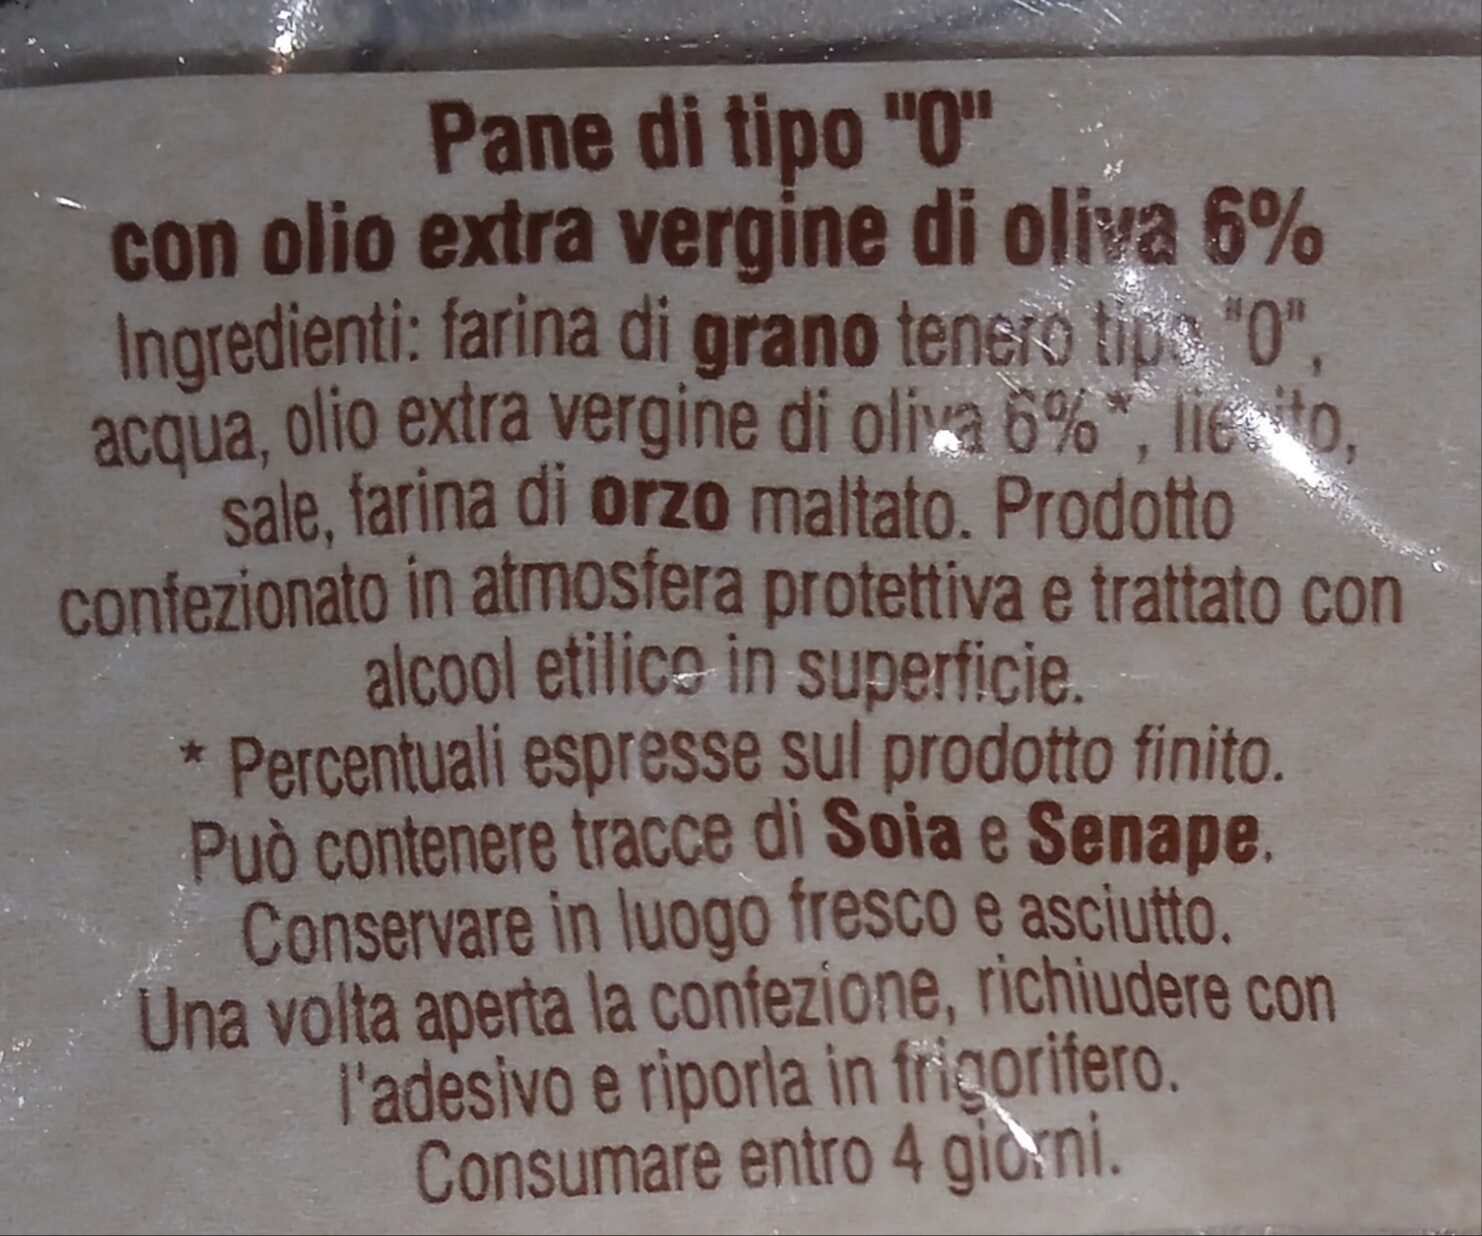 Pane di tipo "0"
con olio extra vergine di oliva 6%
Ingredienti: farina di grano tenero tipo "0",
acqua, olio extra vergine di oliva 6%*, lievito,
sale, farina di orzo maltato. Prodotto
confezionato in atmosfera protettiva e trattato con
alcool etilico in superficie.
* Percentuali espresse sul prodotto finito.
Può contenere tracce di Soia e Senape.
Conservare in luogo fresco e asciutto.
Una volta aperta la confezione, richiudere con
l'adesivo e riporla in frigorifero.
Consumare entro 4 giorni.